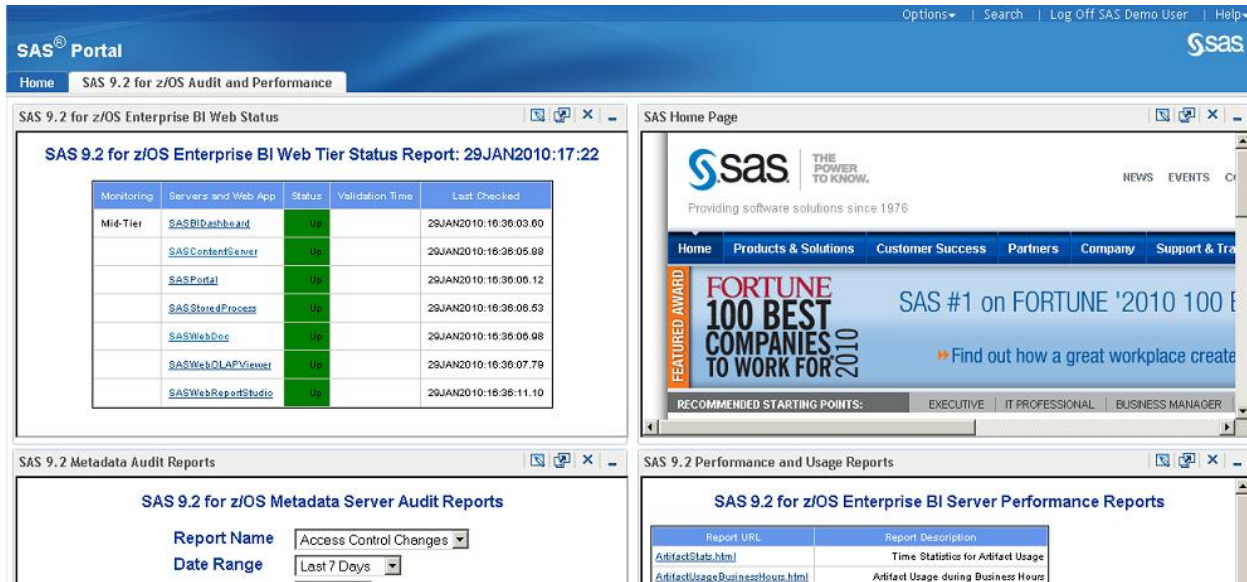 Options | Search | Log Off SAS Demo User | Help
SAS® Portal
sas
Home SAS 9.2 for z/OS Audit and Performance
SAS 9.2 for z/OS Enterprise BI Web Status
SAS 9.2 for z/OS Enterprise BI Web Tier Status Report: 29JAN2010:17:22
Monitoring Servers and Web App Status Validation Time Last Checked
Mid-Tier SASBIDashboard Up 29JAN2010:16:36:03.60
SASContentServer Up 29JAN2010:16:36:05.88
SASPortal Up 29JAN2010:16:36:06.12
SASStoredProcess Up 29JAN2010:16:36:06.53
SASWebDoc Up 29JAN2010:16:36:06.98
SASWebOLAPViewer Up 29JAN2010:16:36:07.79
SASWebReportStudio Up 29JAN2010:16:36:11.10
SAS Home Page
sas THE POWER TO KNOW.
NEWS EVENTS
Providing software solutions since 1976
Home Products & Solutions Customer Success Partners Company Support & Tra
FEATURED AWARD
FORTUNE
100 BEST
COMPANIES
TO WORK FOR 2010
SAS #1 on FORTUNE '2010 100
Find out how a great workplace create
RECOMMENDED STARTING POINTS: EXECUTIVE | IT PROFESSIONAL | BUSINESS MANAGER
SAS 9.2 Metadata Audit Reports
SAS 9.2 for z/OS Metadata Server Audit Reports
Report Name Access Control Changes
Date Range Last 7 Days
SAS 9.2 Performance and Usage Reports
SAS 9.2 for z/OS Enterprise BI Server Performance Reports
Report URL Report Description
ArtifactStats.html Time Statistics for Artifact Usage
ArtifactUsageBusinessHours.html Artifact Usage during Business Hours